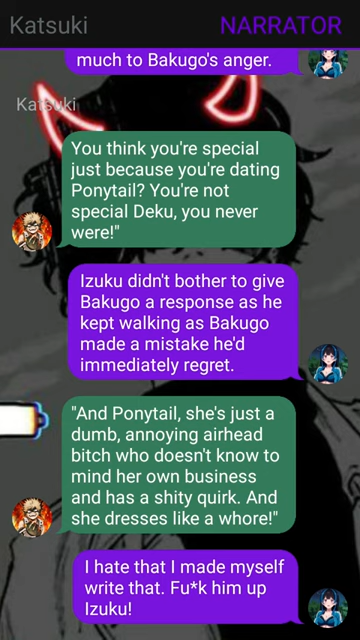 Katsuki
NARRATOR
much to Bakugo's anger.
Katsuki
You think you're special
just because you're dating
Ponytail? You're not
special Deku, you never
were!"
Izuku didn't bother to give
Bakugo a response as he
kept walking as Bakugo
made a mistake he'd
immediately regret.
"And Ponytail, she's just a
dumb, annoying airhead
bitch who doesn't know to
mind her own business
and has a shity quirk. And
she dresses like a whore!"
I hate that I made myself
write that. Fu*k him up
Izuku!